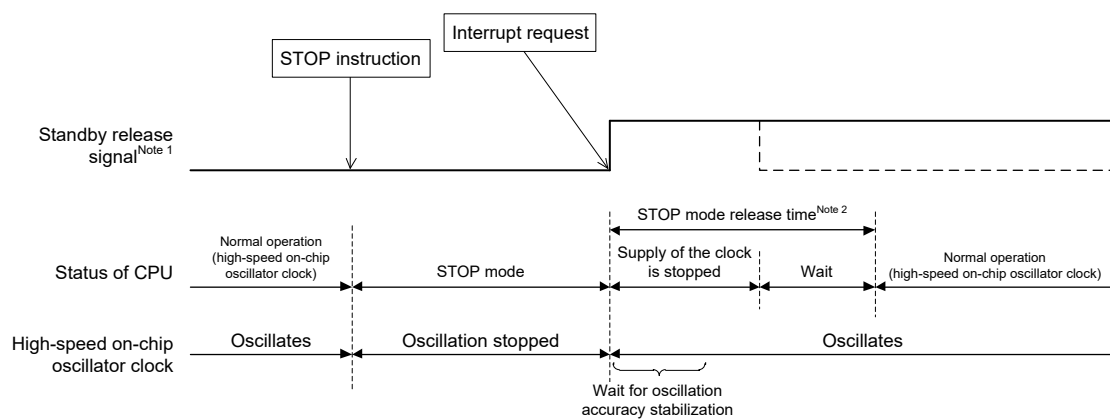 Interrupt request
STOP instruction
Standby release
signal Note 1
STOP mode release time Note 2
Status of CPU
Normal operation
(high-speed on-chip
oscillator clock)
STOP mode
Supply of the clock
is stopped
Wait
Normal operation
(high-speed on-chip oscillator clock)
High-speed on-chip
oscillator clock
Oscillates
Oscillation stopped
Oscillates
Wait for oscillation
accuracy stabilization